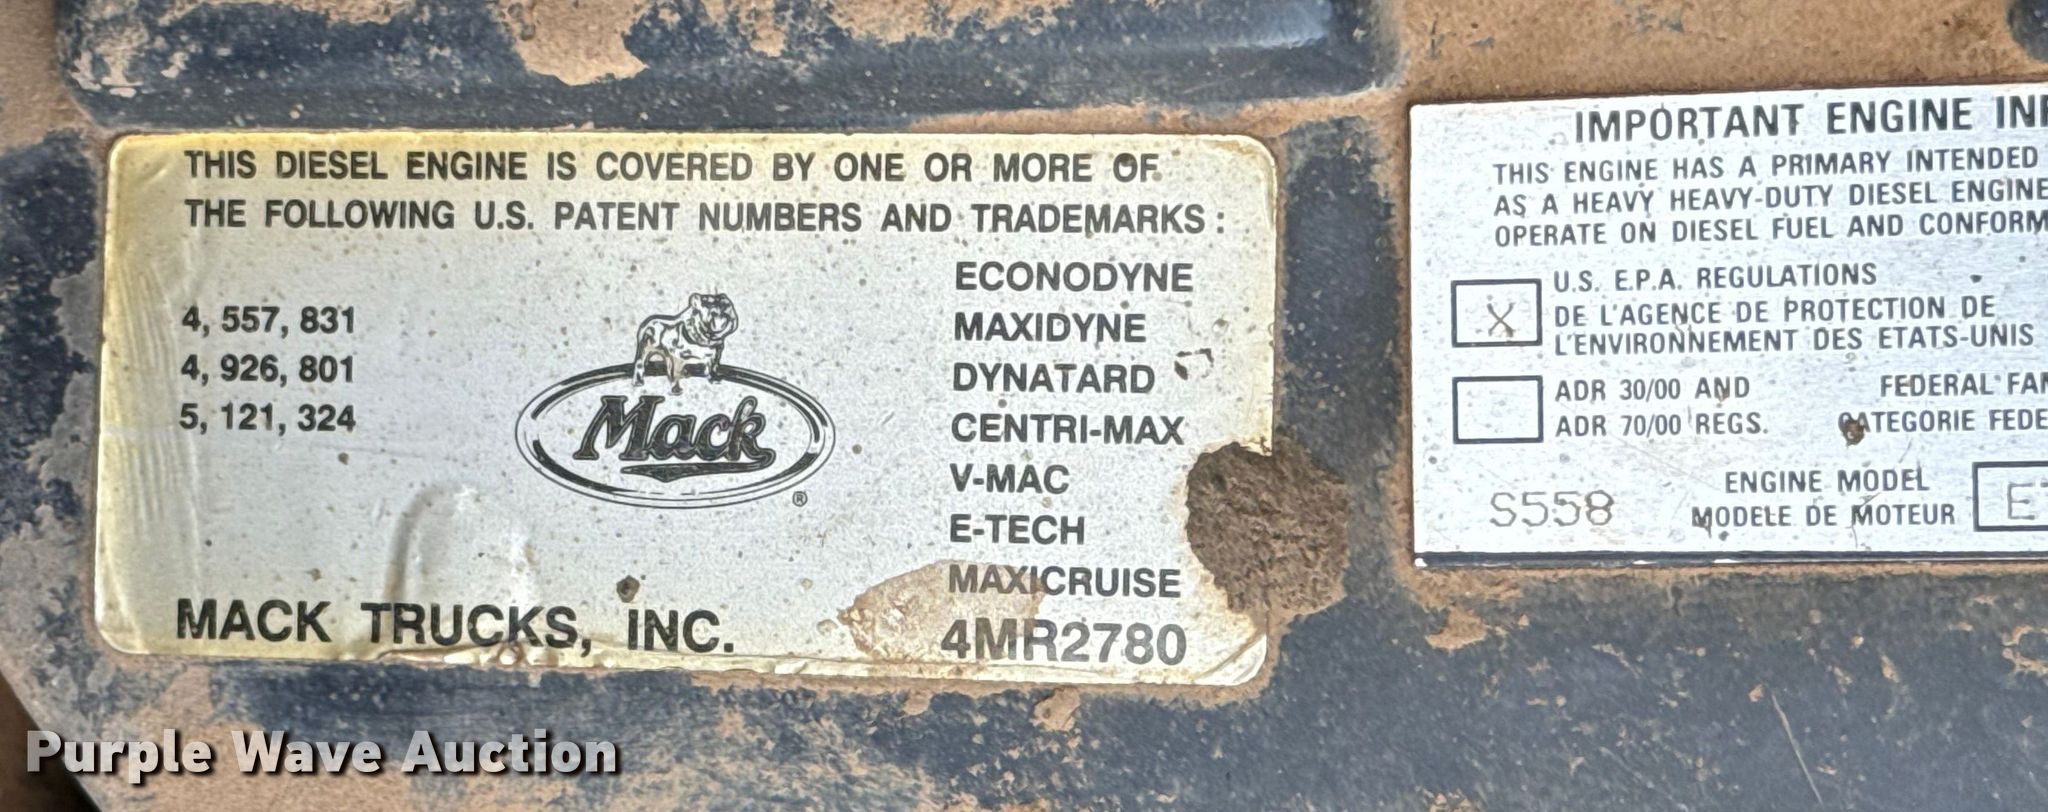 THIS DIESEL ENGINE IS COVERED BY ONE OR MORE OF
THE FOLLOWING U.S. PATENT NUMBERS AND TRADEMARKS :
4, 557, 831
4, 926, 801
5, 121, 324
Mack
®
ECONODYNE
MAXIDYNE
DYNATARD
CENTRI-MAX
V-MAC
E-TECH
MAXICRUISE
MACK TRUCKS, INC.
4MR2780
IMPORTANT ENGINE
THIS ENGINE HAS A PRIMARY INTENDED
AS A HEAVY HEAVY-DUTY DIESEL ENGINE
OPERATE ON DIESEL FUEL AND CONFORM
X
U.S. E.P.A. REGULATIONS
DE L'AGENCE DE PROTECTION DE
L'ENVIRONNEMENT DES ETATS-UNIS
ADR 30/00 AND
ADR 70/00 REGS.
FEDERAL
CATEGORIE
S558
ENGINE MODEL
MODELE DE MOTEUR
Purple Wave Auction